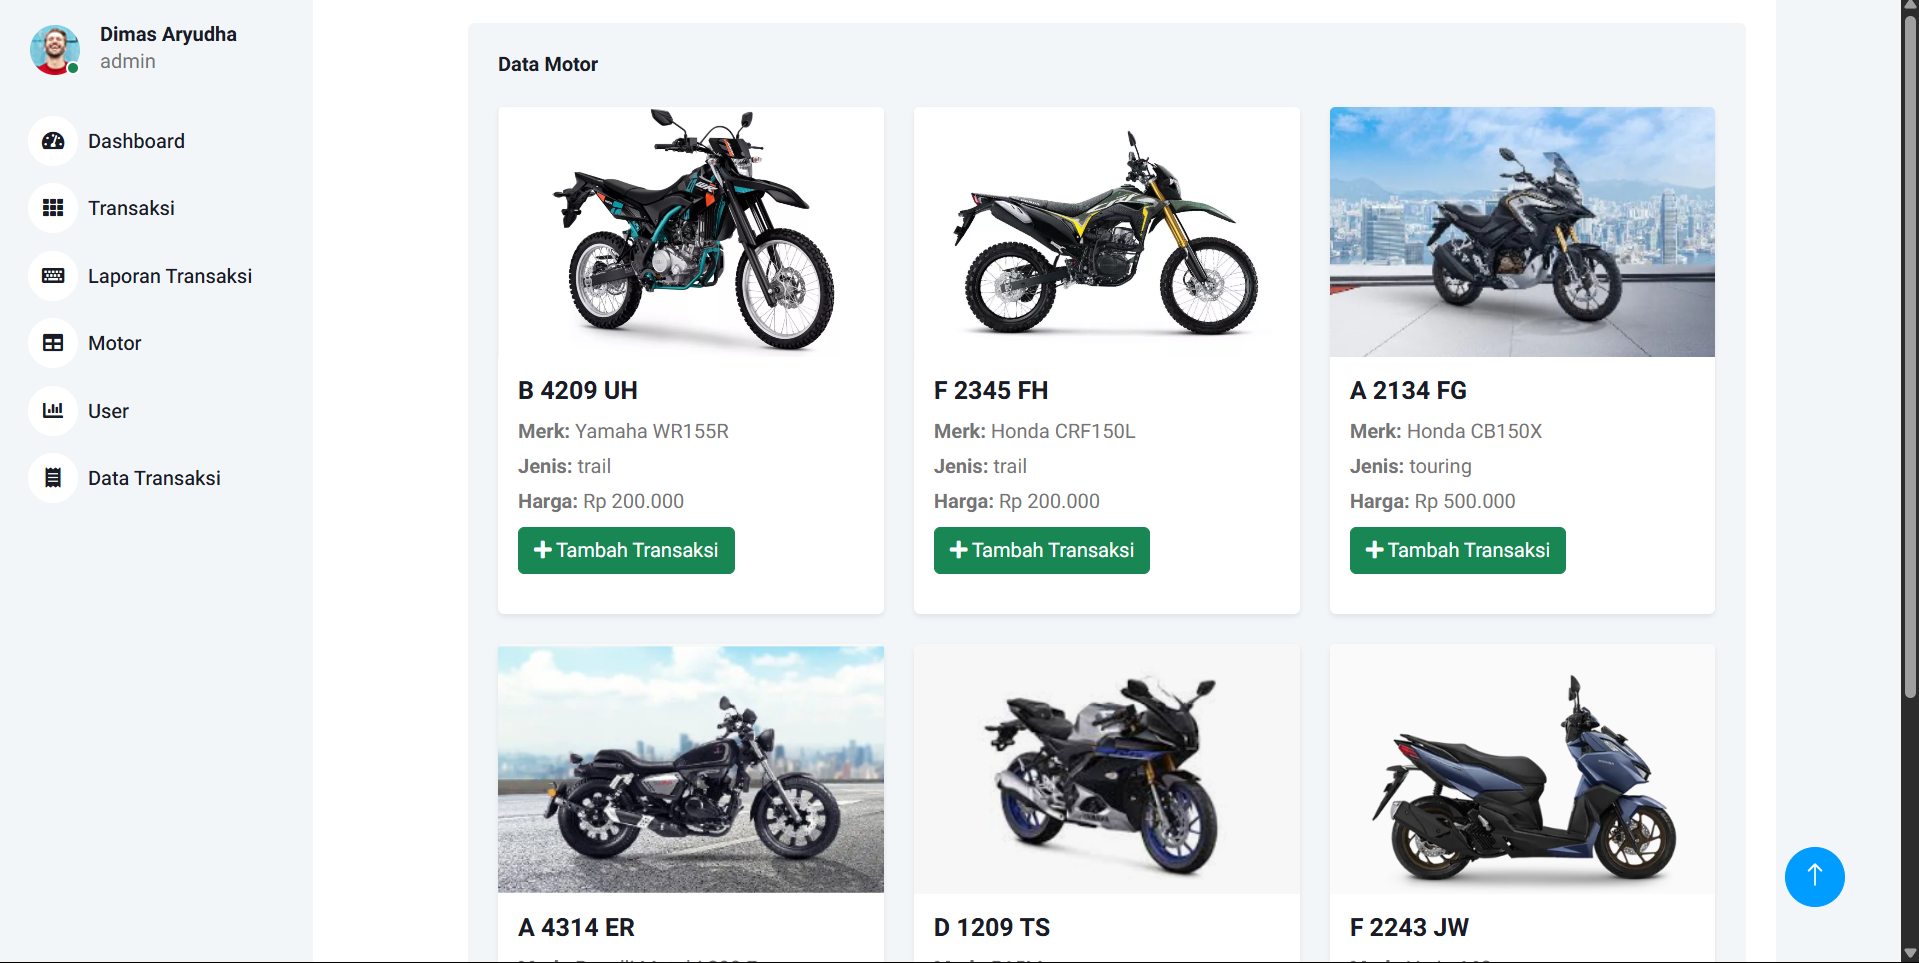 Dimas Aryudha
admin
Dashboard
Transaksi
Laporan Transaksi
Motor
User
Data Transaksi
Data Motor
B 4209 UH
Merk: Yamaha WR155R
Jenis: trail
Harga: Rp 200.000
Tambah Transaksi
F 2345 FH
Merk: Honda CRF150L
Jenis: trail
Harga: Rp 200.000
Tambah Transaksi
A 2134 FG
Merk: Honda CB150X
Jenis: touring
Harga: Rp 500.000
Tambah Transaksi
A 4314 ER
D 1209 TS
F 2243 JW